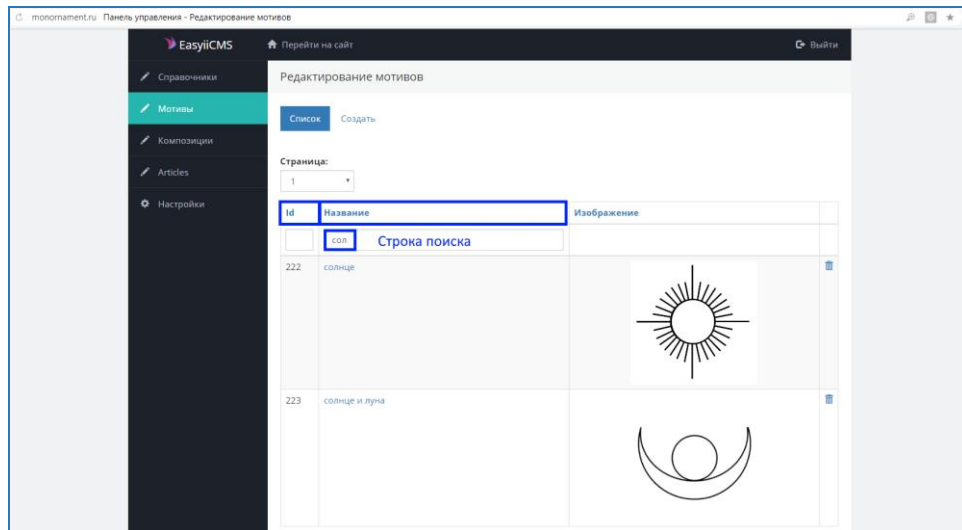 monornament.ru Панель управления - Редактирование мотивов
EasyiiCMS
Перейти на сайт
Выйти
Справочники
Мотивы
Композиции
Articles
Настройки
Редактирование мотивов
Список Создать
Страница:
1
Id Название Изображение
сол Строка поиска
222 солнце
223 солнце и луна